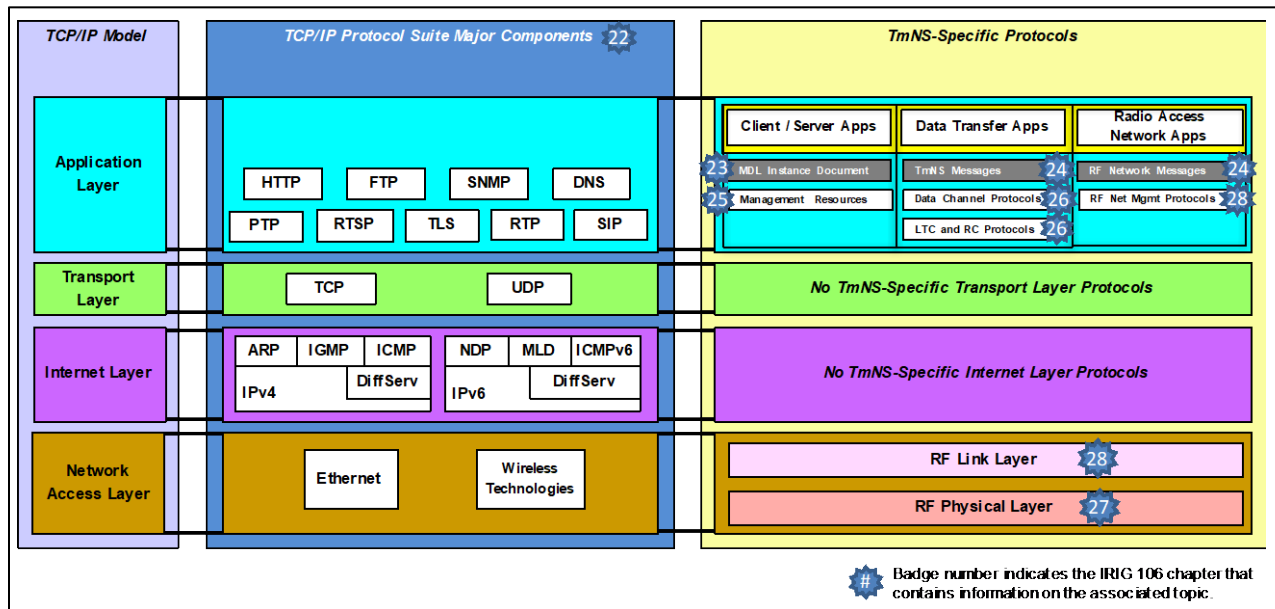 TCP/IP Model
TCP/IP Protocol Suite Major Components 22
TmNS-Specific Protocols
Application
Layer
HTTP
FTP
SNMP
DNS
PTP
RTSP
TLS
RTP
SIP
Client / Server Apps
Data Transfer Apps
Radio Access
Network Apps
23 MDL Instance Document
TmNS Messages 24
RF Network Messages 24
25 Management Resources
Data Channel Protocols 26
RF Net Mgmt Protocols 28
LTC and RC Protocols 26
Transport
Layer
TCP
UDP
No TmNS-Specific Transport Layer Protocols
Internet Layer
ARP
IGMP
ICMP
DiffServ
IPv4
NDP
MLD
ICMPv6
DiffServ
IPv6
No TmNS-Specific Internet Layer Protocols
Network
Access Layer
Ethernet
Wireless
Technologies
RF Link Layer 28
RF Physical Layer 27
# Badge number indicates the IRIG 106 chapter that
contains information on the associated topic.